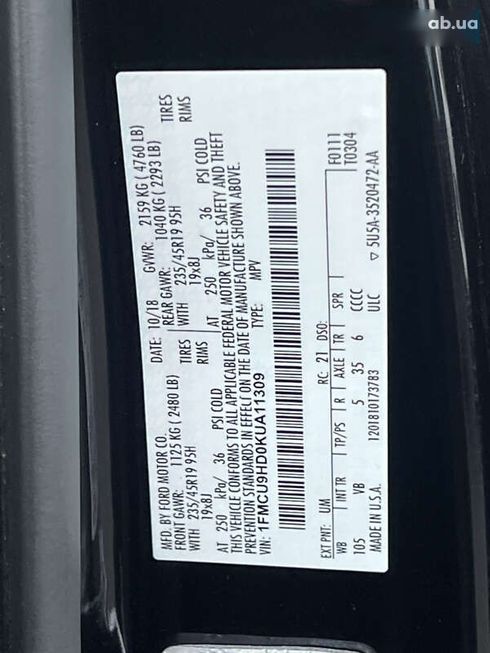 ab.ua
MFD. BY FORD MOTOR CO. DATE: 10/18 GVWR: 2159 KG ( 4760 LB)
FRONT GAWR: 1125 KG ( 2480 LB) REAR GAWR: 1040 KG ( 2293 LB)
WITH 235/45R19 95H TIRES WITH 235/45R19 95H TIRES
19x8J RIMS 19x8J RIMS
AT 250 kPa/ 36 PSI COLD AT 250 kPa/ 36 PSI COLD
THIS VEHICLE CONFORMS TO ALL APPLICABLE FEDERAL MOTOR VEHICLE SAFETY AND THEFT
PREVENTION STANDARDS IN EFFECT ON THE DATE OF MANUFACTURE SHOWN ABOVE.
VIN: 1FMCU9HD0KUA11309 TYPE: MPV
EXT PNT: UM RC: 21 DSO: F0111
WB INT TR TP/PS R AXLE TR SPR T0304
105 VB 5 35 6 CCCC
MADE IN U.S.A. 1201810173783 ULC ▽ 5U5A-3520472-AA